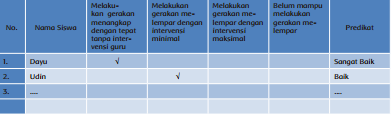 No.
Nama Siswa
Melaku-
kan gerakan
menangkap
dengan tepat
tanpa inter-
vensi guru
Melakukan
gerakan me-
lempar dengan
intervensi
minimal
Melakukan
gerakan me-
lempar dengan
intervensi
maksimal
Belum mampu
melakukan
gerakan me-
lempar
Predikat
1. Dayu √ Sangat Baik
2. Udin √ Baik
3. ... ...